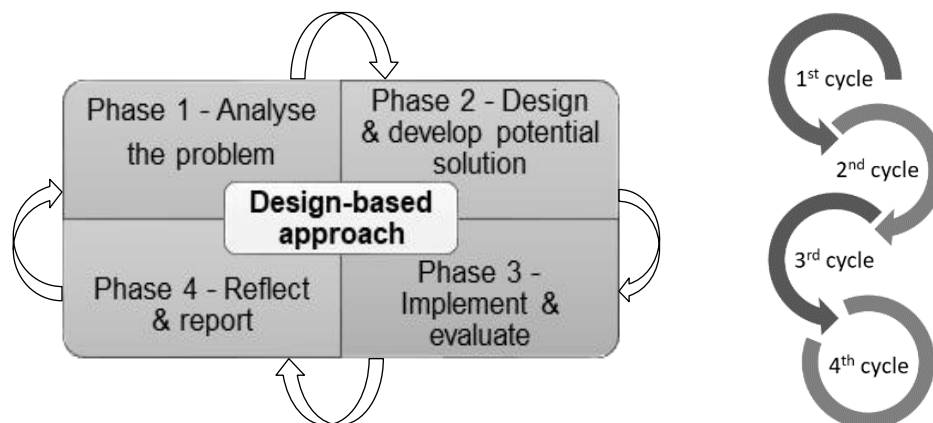 Phase 1 - Analyse
the problem
Phase 2 - Design
& develop potential
solution
Design-based
approach
Phase 4 - Reflect
& report
Phase 3 -
Implement &
evaluate
1st cycle
2nd cycle
3rd cycle
4th cycle